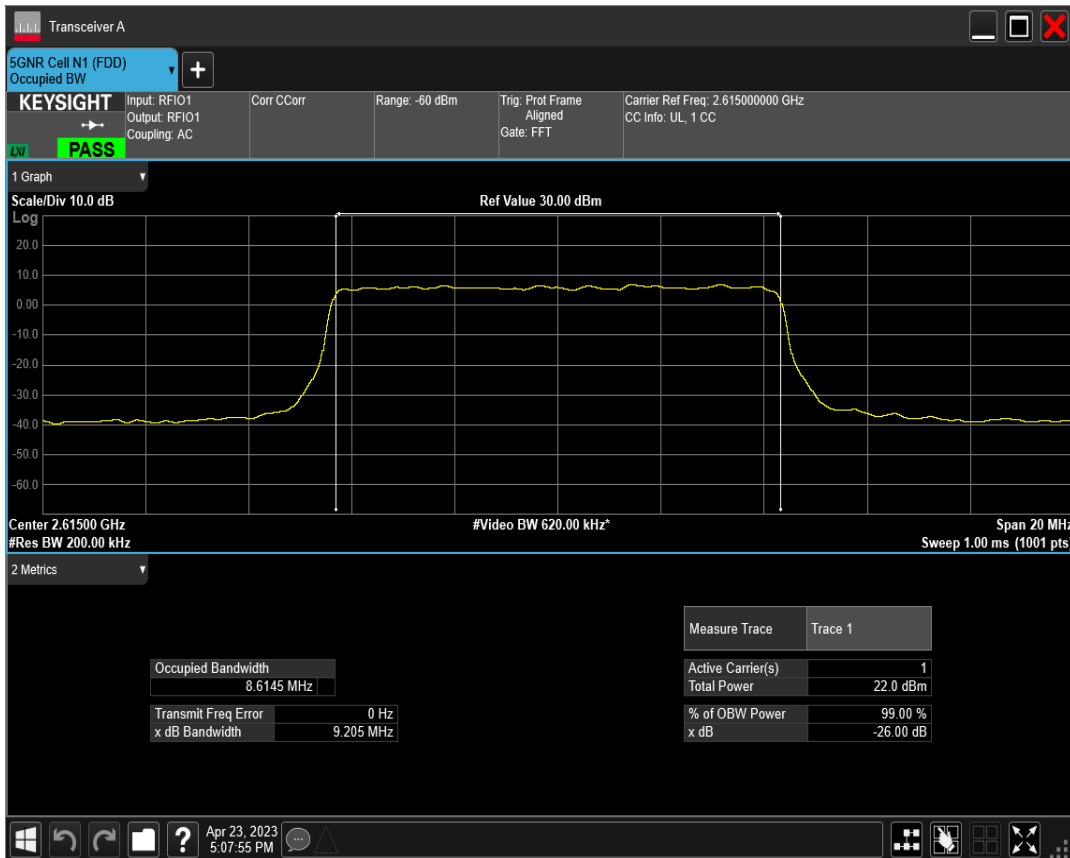 Transceiver A
5GNR Cell N1 (FDD)
Occupied BW
+
KEYSIGHT
LXI
PASS
Input: RFIO1
Output: RFIO1
Coupling: AC
Corr CCorr
Range: -60 dBm
Trig: Prot Frame
Aligned
Gate: FFT
Carrier Ref Freq: 2.615000000 GHz
CC Info: UL, 1 CC
1 Graph
Scale/Div 10.0 dB
Ref Value 30.00 dBm
Log
20.0
10.0
0.00
-10.0
-20.0
-30.0
-40.0
-50.0
-60.0
Center 2.61500 GHz
#Video BW 620.00 kHz*
Span 20 MHz
#Res BW 200.00 kHz
Sweep 1.00 ms (1001 pts)
2 Metrics
Measure Trace Trace 1
Occupied Bandwidth
8.6145 MHz
Active Carrier(s) 1
Total Power 22.0 dBm
Transmit Freq Error 0 Hz
x dB Bandwidth 9.205 MHz
% of OBW Power 99.00 %
x dB -26.00 dB
?
Apr 23, 2023
5:07:55 PM